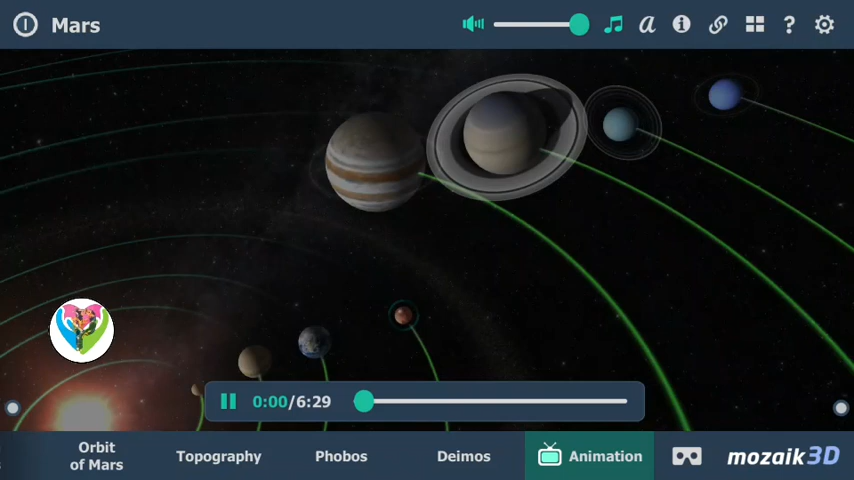 Mars
a
i
?
0:00/6:29
Orbit
of Mars
Topography
Phobos
Deimos
Animation
mozaik3D